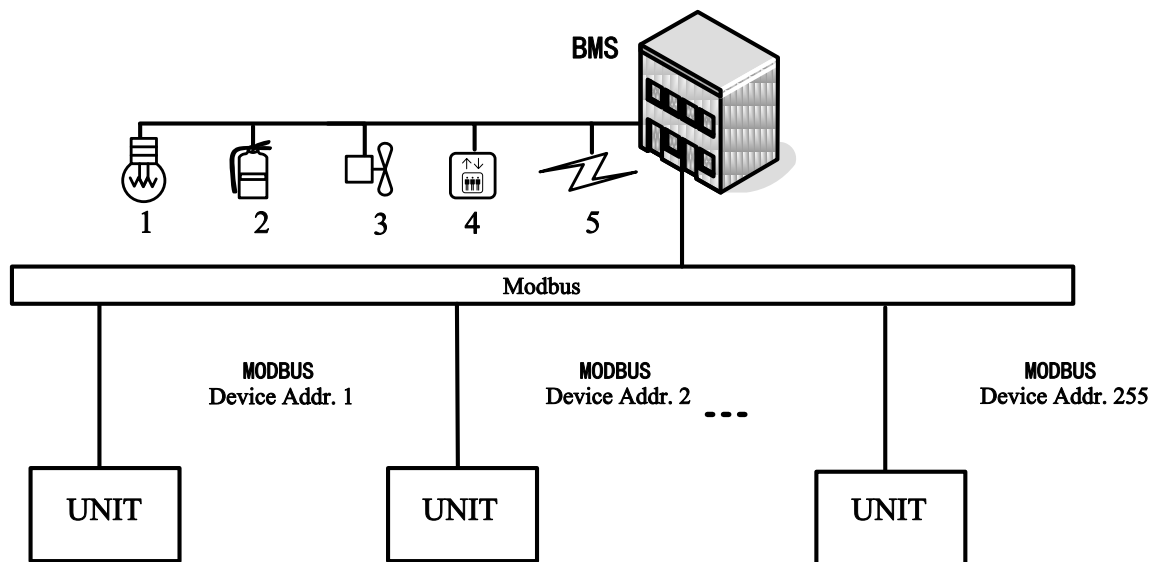 BMS
1
2
3
4
5
Modbus
MODBUS
Device Addr. 1
MODBUS
Device Addr. 2
---
MODBUS
Device Addr. 255
UNIT
UNIT
UNIT